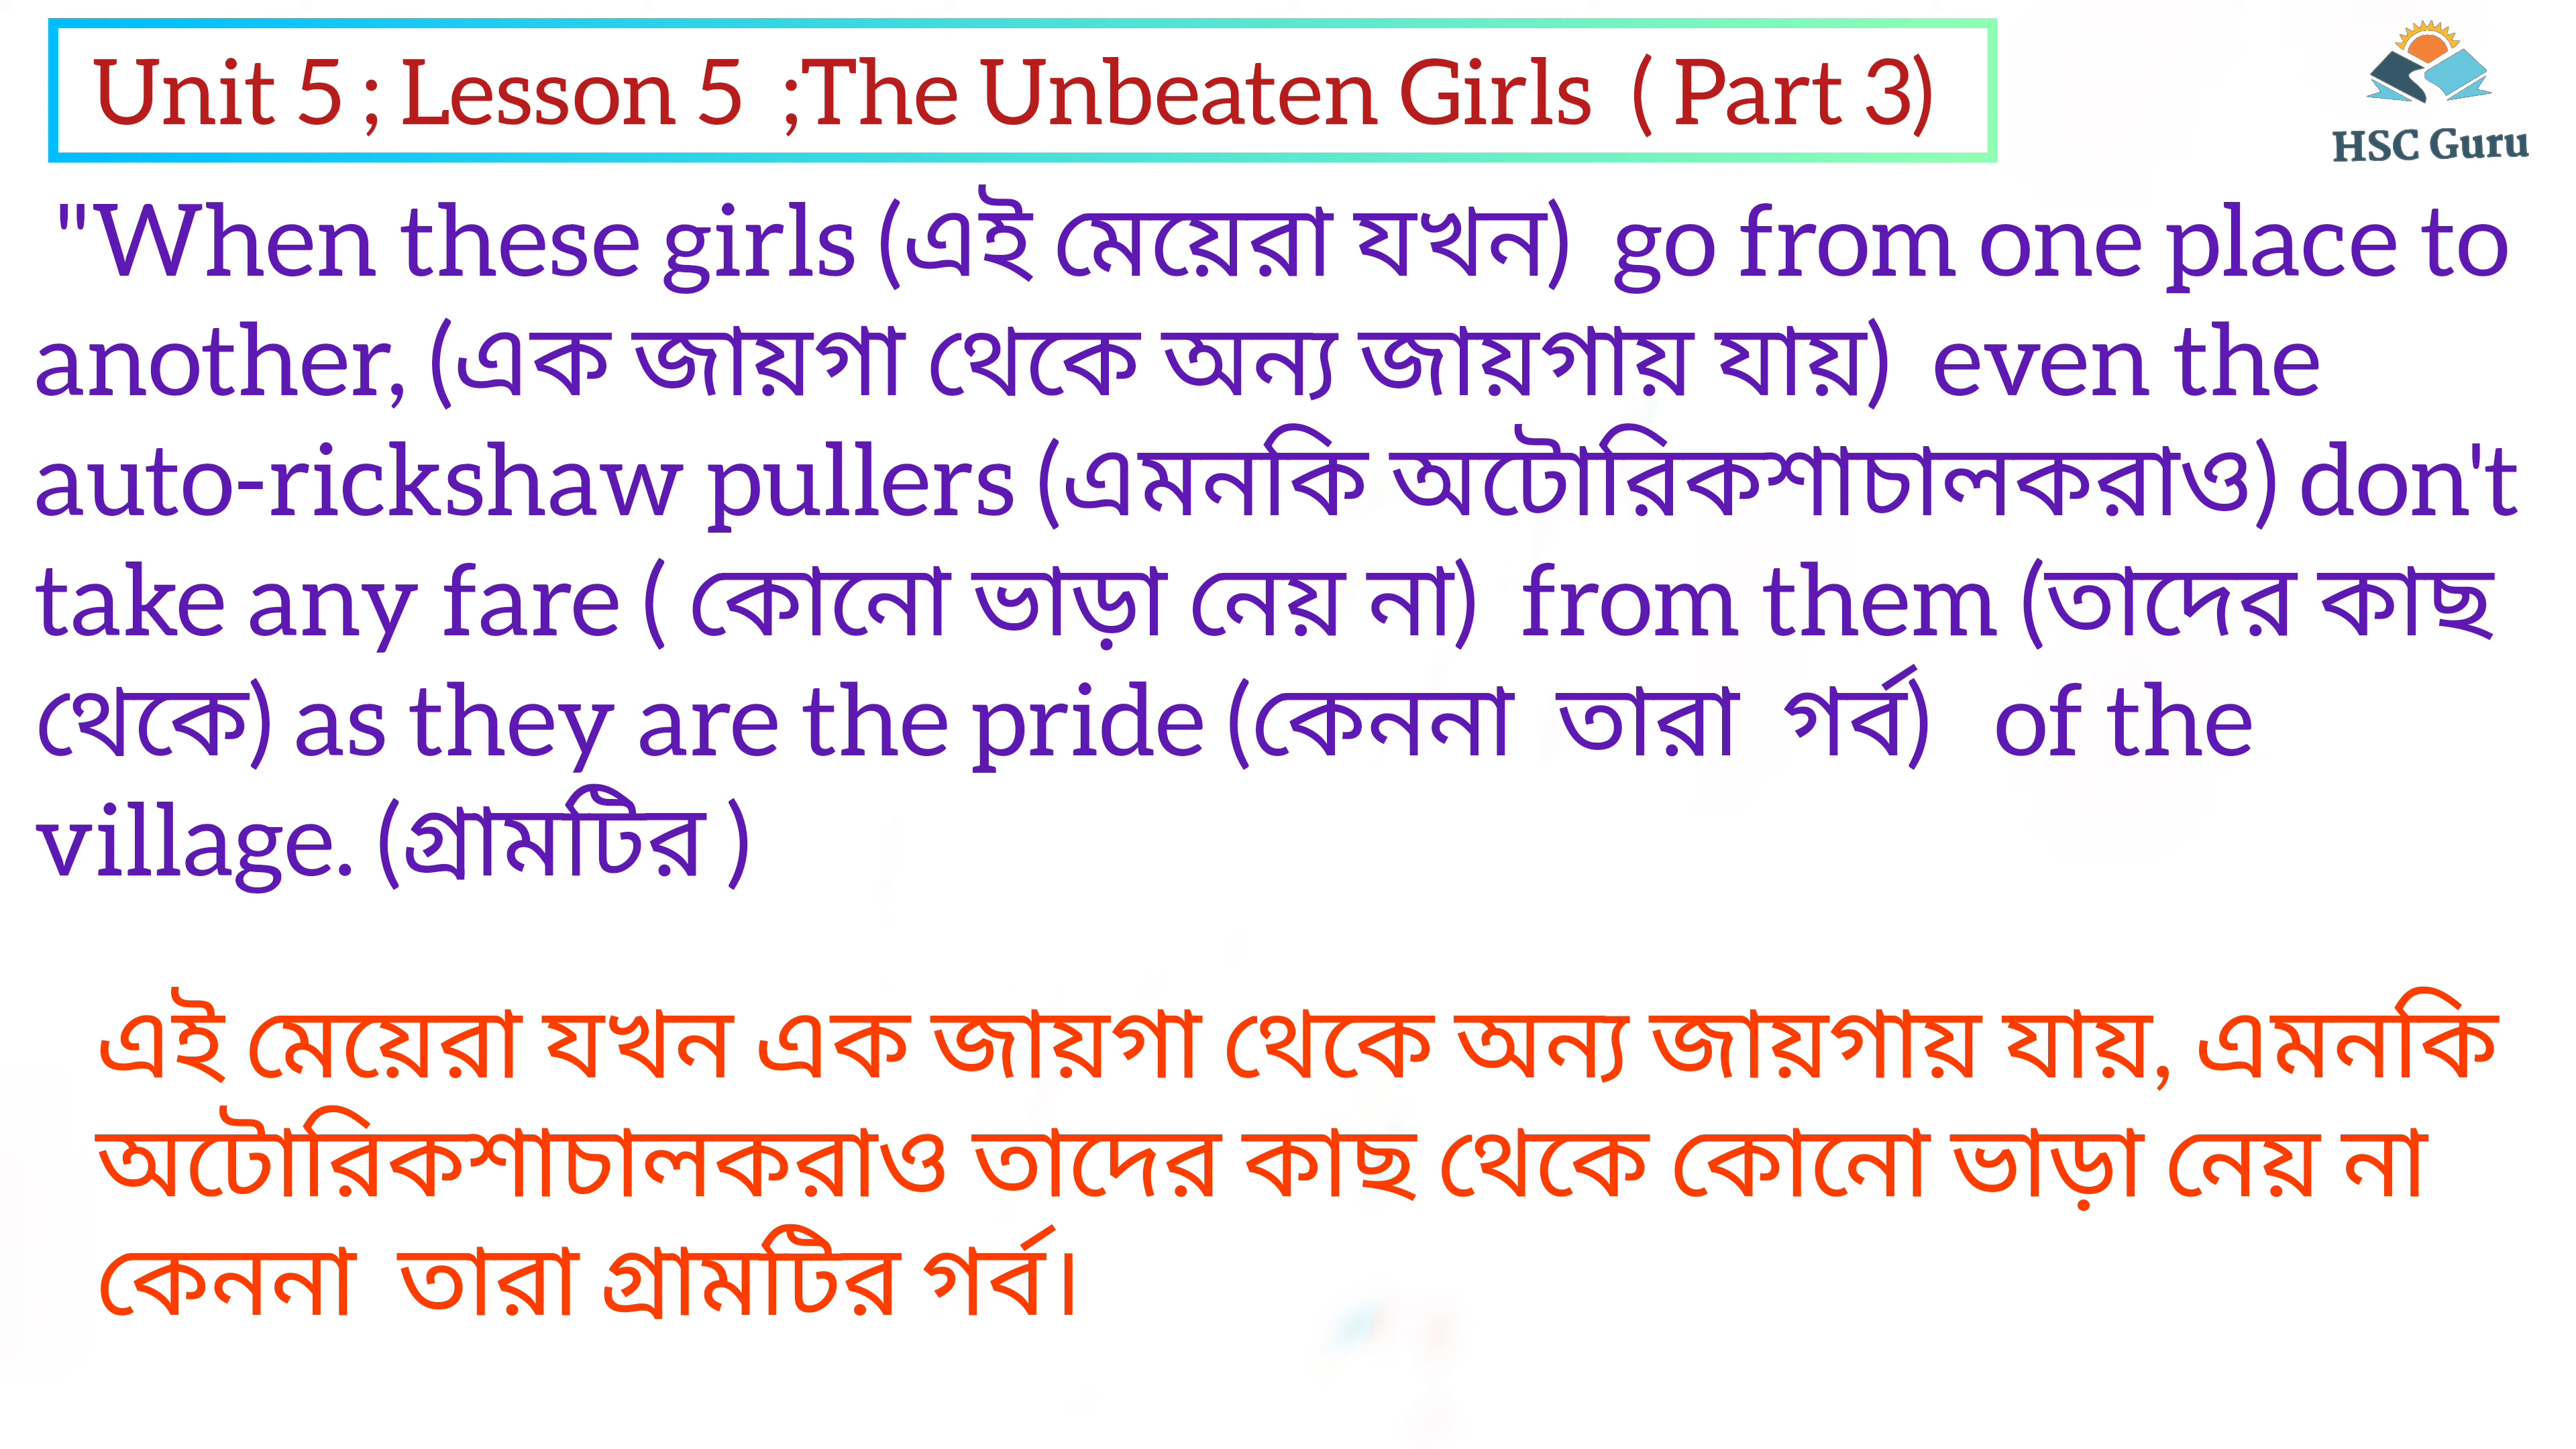 Unit 5 ; Lesson 5 ;The Unbeaten Girls ( Part 3)
HSC Guru
"When these girls (এই মেয়েরা যখন) go from one place to
another, (এক জায়গা থেকে অন্য জায়গায় যায়) even the
auto-rickshaw pullers (এমনকি অটোরিকশাচালকরাও) don't
take any fare ( কোনো ভাড়া নেয় না) from them (তাদের কাছ
থেকে) as they are the pride (কেননা তারা গর্ব) of the
village. (গ্রামটির )
এই মেয়েরা যখন এক জায়গা থেকে অন্য জায়গায় যায়, এমনকি
অটোরিকশাচালকরাও তাদের কাছ থেকে কোনো ভাড়া নেয় না
কেননা তারা গ্রামটির গর্ব।